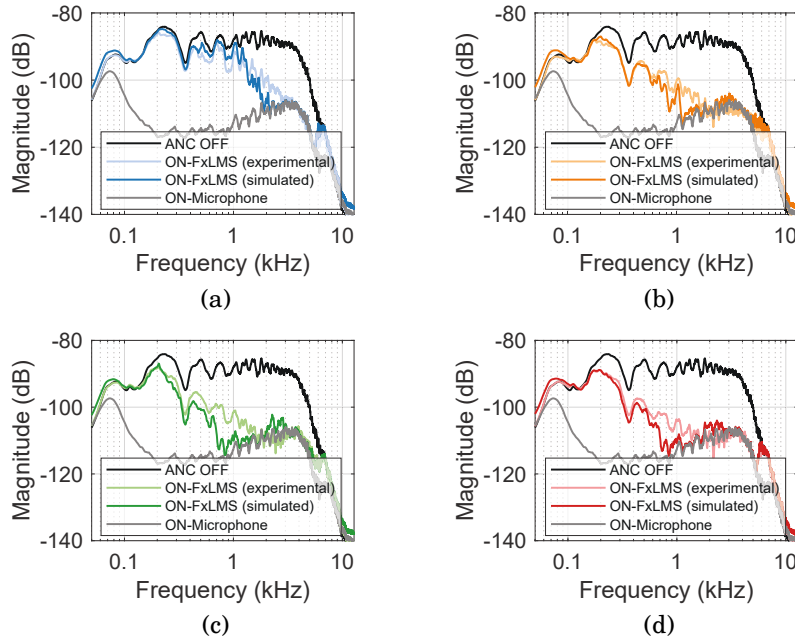 -80
-100
-120
-140
Magnitude (dB)
ANC OFF
ON-FxLMS (experimental)
ON-FxLMS (simulated)
ON-Microphone
0.1 1 10
Frequency (kHz)
(a)
-80
-100
-120
-140
Magnitude (dB)
ANC OFF
ON-FxLMS (experimental)
ON-FxLMS (simulated)
ON-Microphone
0.1 1 10
Frequency (kHz)
(b)
-80
-100
-120
-140
Magnitude (dB)
ANC OFF
ON-FxLMS (experimental)
ON-FxLMS (simulated)
ON-Microphone
0.1 1 10
Frequency (kHz)
(c)
-80
-100
-120
-140
Magnitude (dB)
ANC OFF
ON-FxLMS (experimental)
ON-FxLMS (simulated)
ON-Microphone
0.1 1 10
Frequency (kHz)
(d)